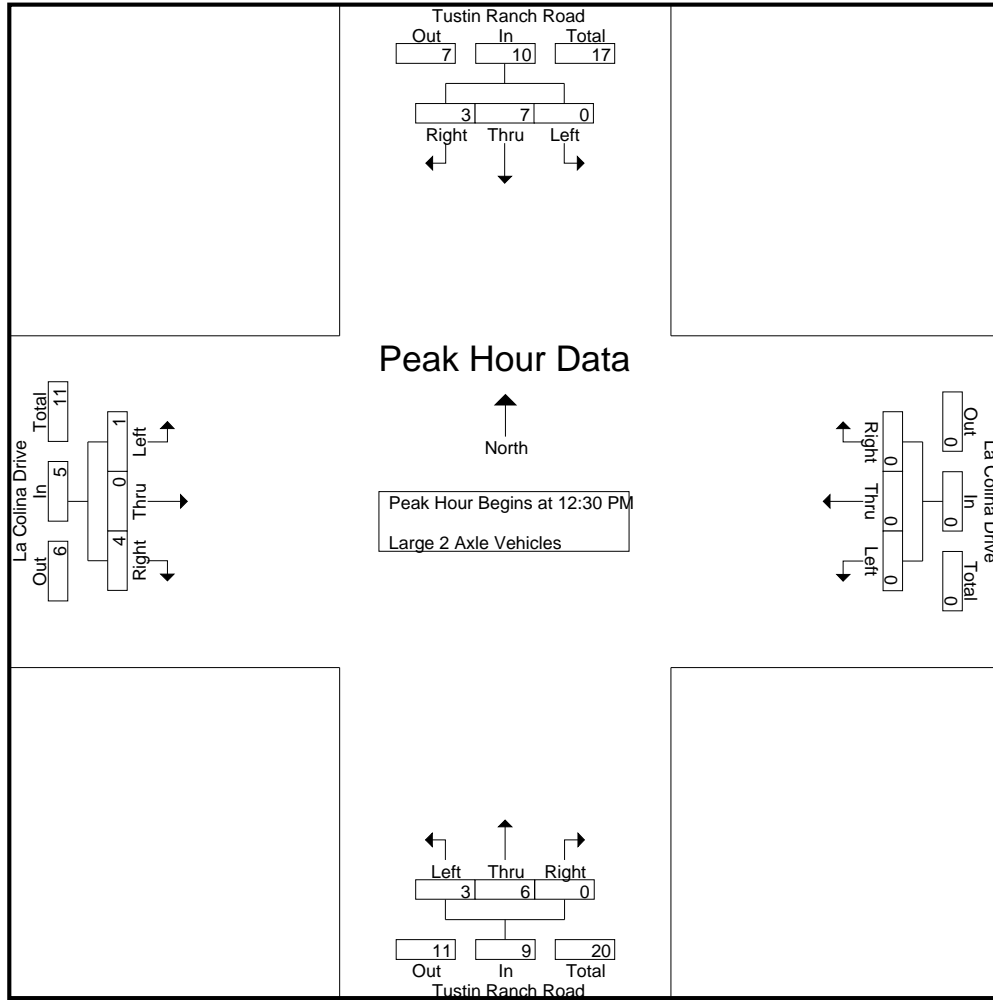 Tustin Ranch Road
Out In Total
7 10 17
3 7 0
Right Thru Left
Peak Hour Data
North
Peak Hour Begins at 12:30 PM
Large 2 Axle Vehicles
La Colina Drive
Total In Out
11 5 6
1 0 4
Left Thru Right
La Colina Drive
Out In Total
0 0 0
Right Thru Left
0 0 0
Left Thru Right
3 6 0
11 9 20
Out In Total
Tustin Ranch Road